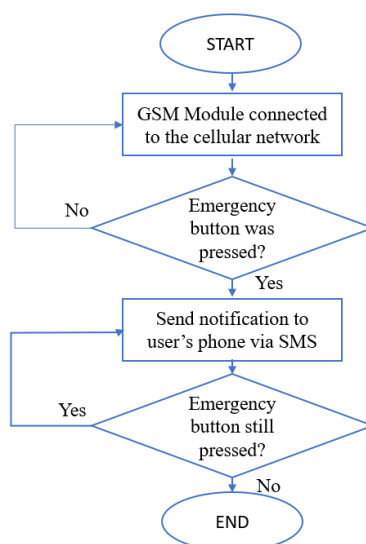 START
GSM Module connected
to the cellular network
No
Emergency
button was
pressed?
Yes
Send notification to
user's phone via SMS
Yes
Emergency
button still
pressed?
No
END